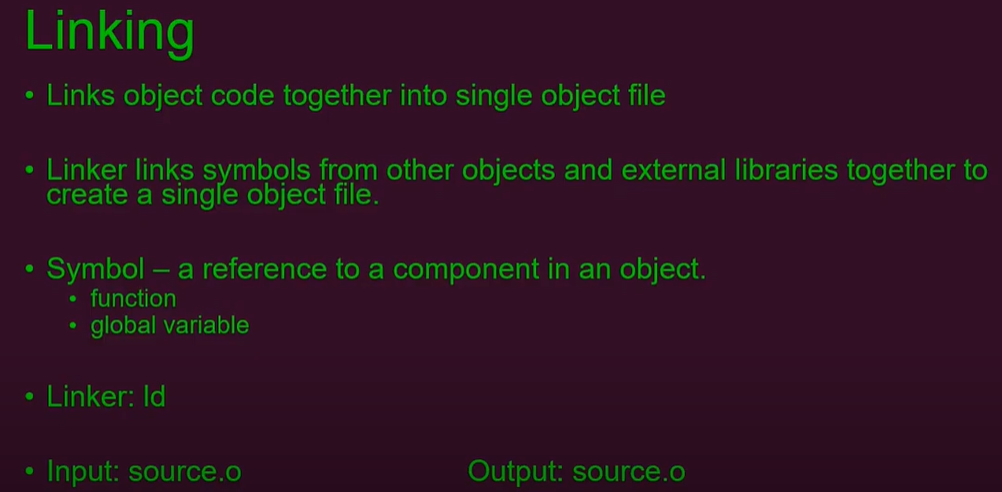 Linking
• Links object code together into single object file
• Linker links symbols from other objects and external libraries together to
create a single object file.
• Symbol – a reference to a component in an object.
• function
• global variable
• Linker: ld
• Input: source.o Output: source.o